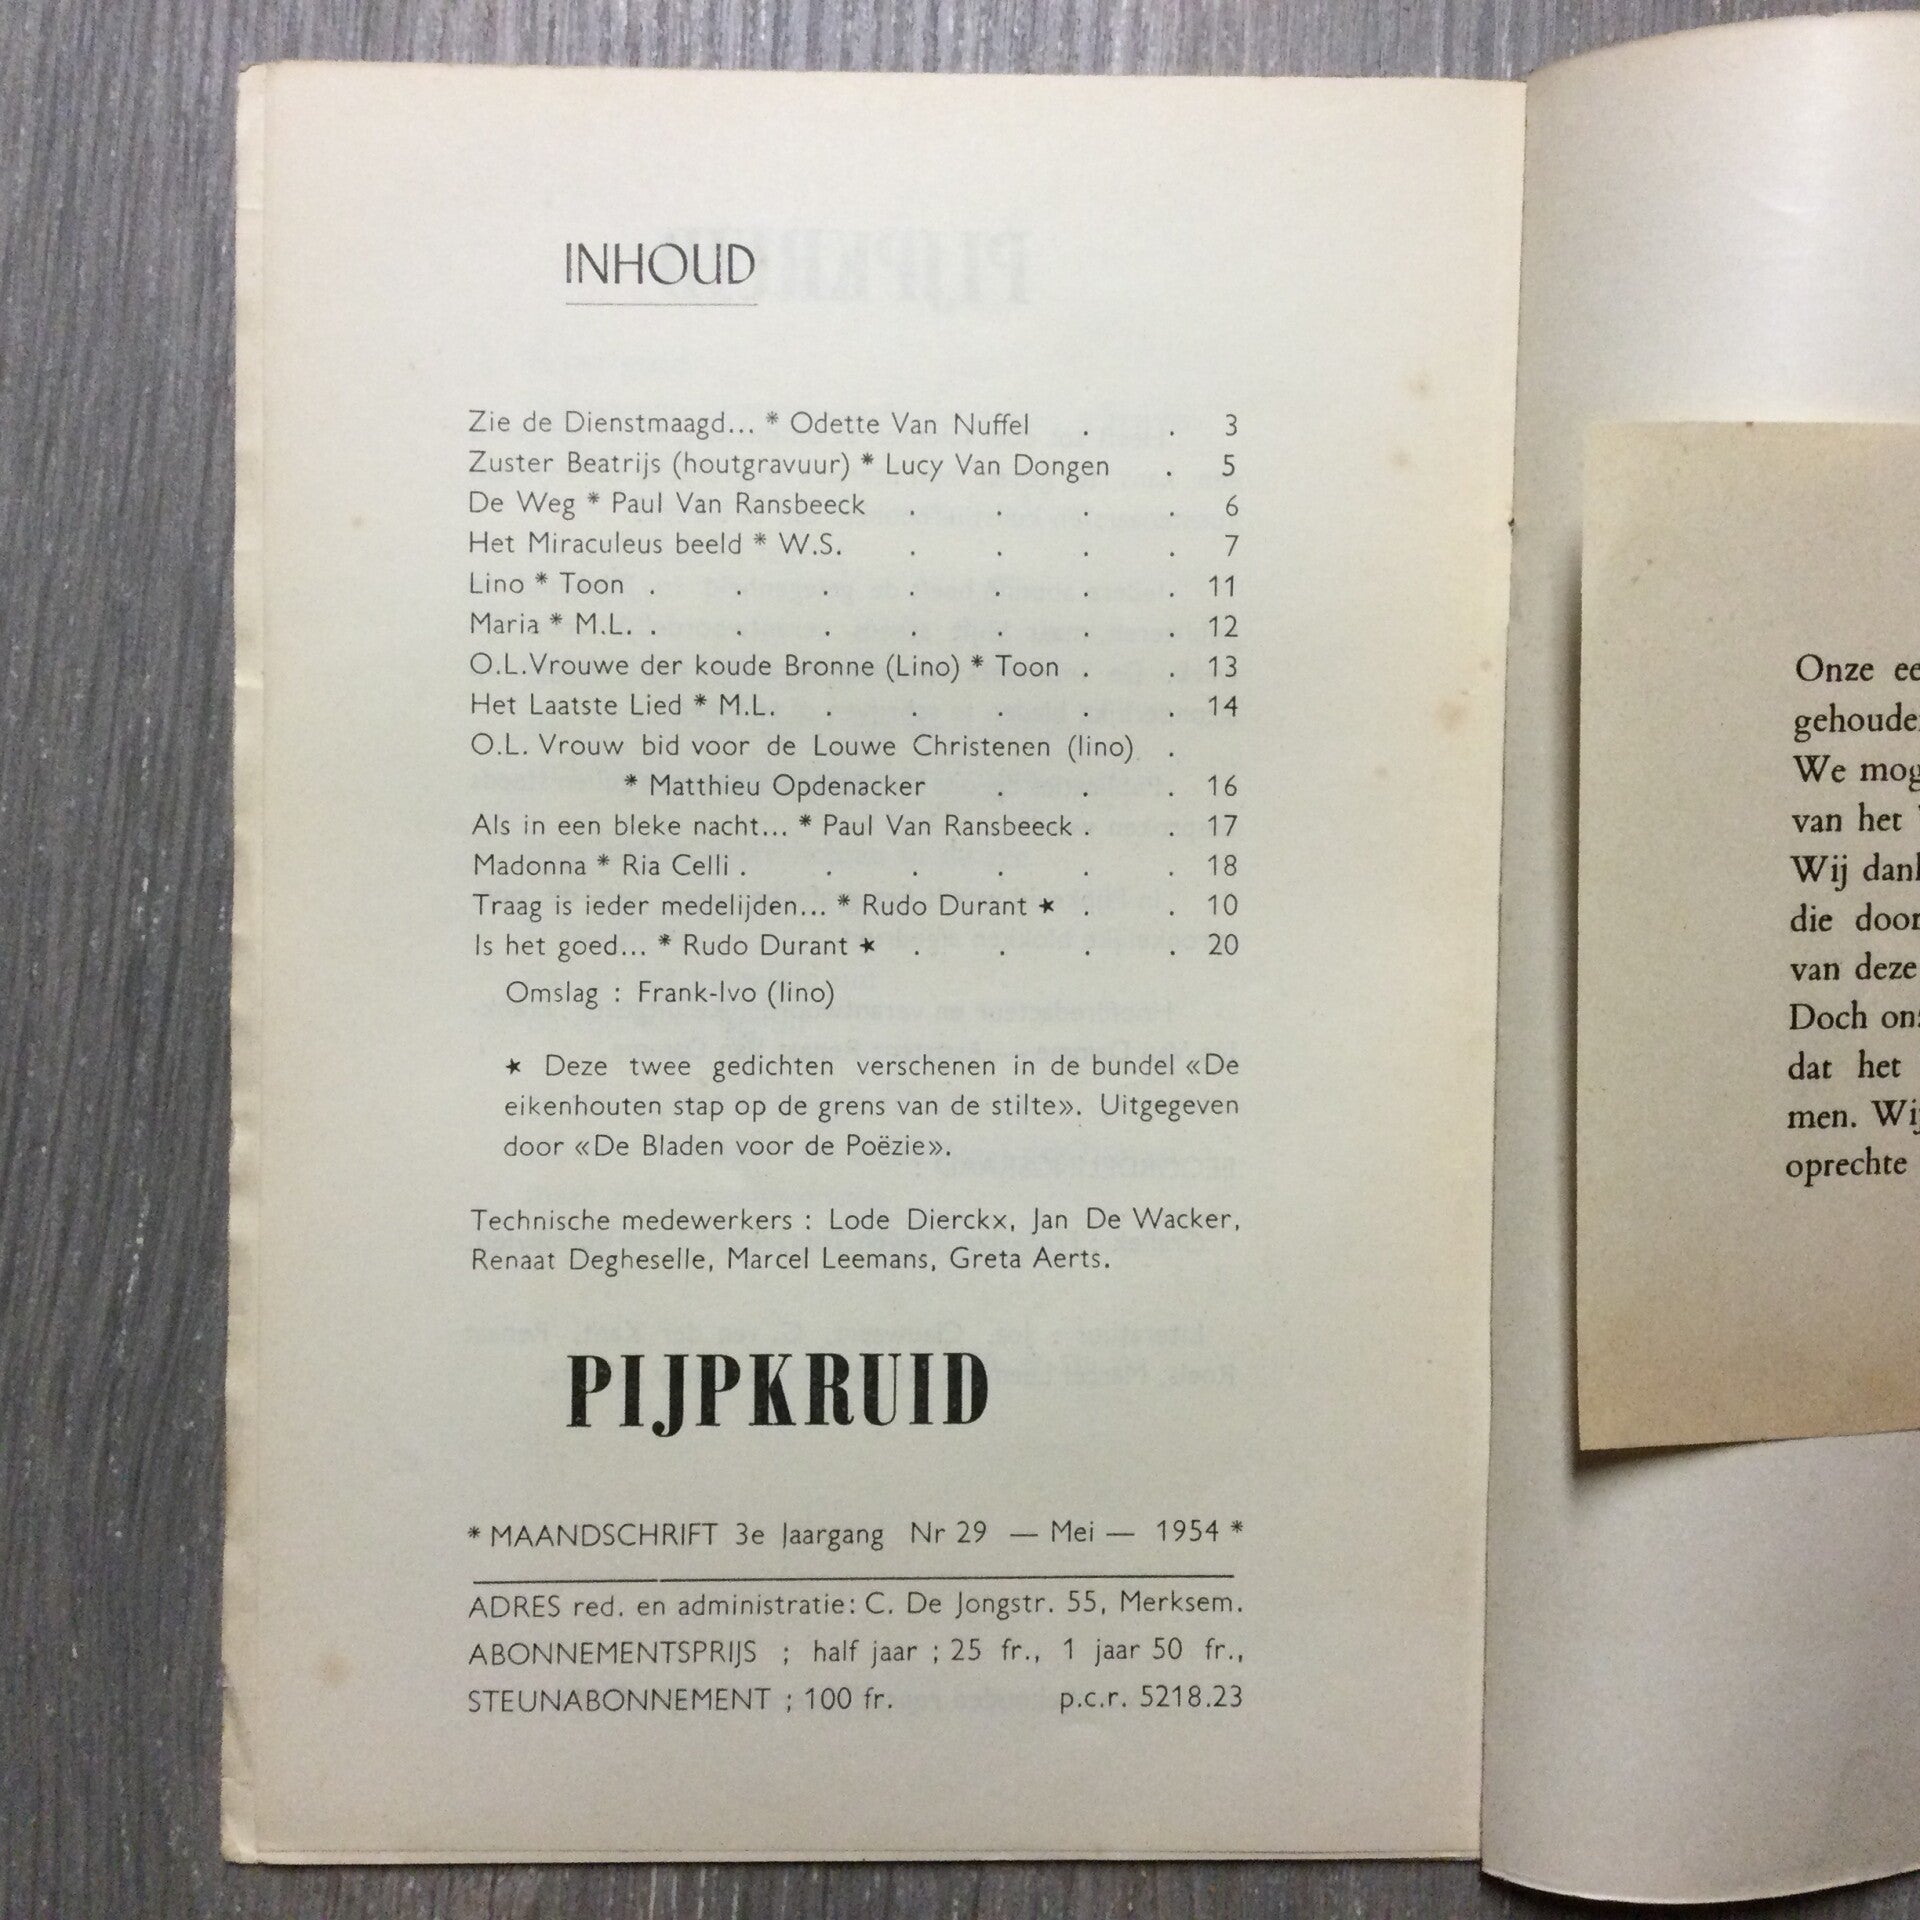 INHOUD
Zie de Dienstmaagd... * Odette Van Nuffel . . 3
Zuster Beatrijs (houtgravuur) * Lucy Van Dongen . 5
De Weg * Paul Van Ransbeeck . . . . 6
Het Miraculeus beeld * W.S. . . . . 7
Lino * Toon . . . . . . . 11
Maria * M.L. . . . . . . . 12
O.L.Vrouwe der koude Bronne (Lino) * Toon . . 13
Het Laatste Lied * M.L. . . . . . 14
O.L. Vrouw bid voor de Louwe Christenen (lino) .
* Matthieu Opdenacker . . . 16
Als in een bleke nacht... * Paul Van Ransbeeck . . 17
Madonna * Ria Celli . . . . . . 18
Traag is ieder medelijden... * Rudo Durant ★ . . 10
Is het goed... * Rudo Durant ★ . . . . 20
Omslag : Frank-Ivo (lino)
★ Deze twee gedichten verschenen in de bundel «De
eikenhouten stap op de grens van de stilte». Uitgegeven
door «De Bladen voor de Poëzie».
Technische medewerkers : Lode Dierckx, Jan De Wacker,
Renaat Degheselle, Marcel Leemans, Greta Aerts.
PIJPKRUID
* MAANDSCHRIFT 3e Jaargang Nr 29 — Mei — 1954 *
ADRES red. en administratie: C. De Jongstr. 55, Merksem.
ABONNEMENTSPRIJS ; half jaar ; 25 fr., 1 jaar 50 fr.,
STEUNABONNEMENT ; 100 fr. p.c.r. 5218.23
Onze
We
van het
Wij
die door
van deze
Doch
dat het
men.
oprechte